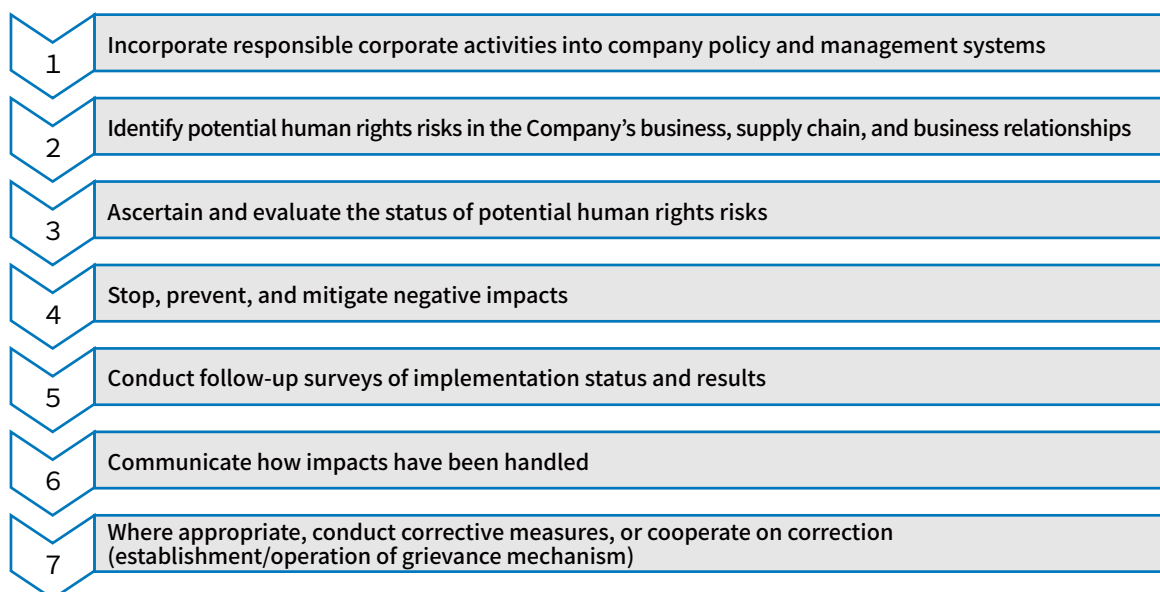 1
Incorporate responsible corporate activities into company policy and management systems
2
Identify potential human rights risks in the Company's business, supply chain, and business relationships
3
Ascertain and evaluate the status of potential human rights risks
4
Stop, prevent, and mitigate negative impacts
5
Conduct follow-up surveys of implementation status and results
6
Communicate how impacts have been handled
7
Where appropriate, conduct corrective measures, or cooperate on correction
(establishment/operation of grievance mechanism)